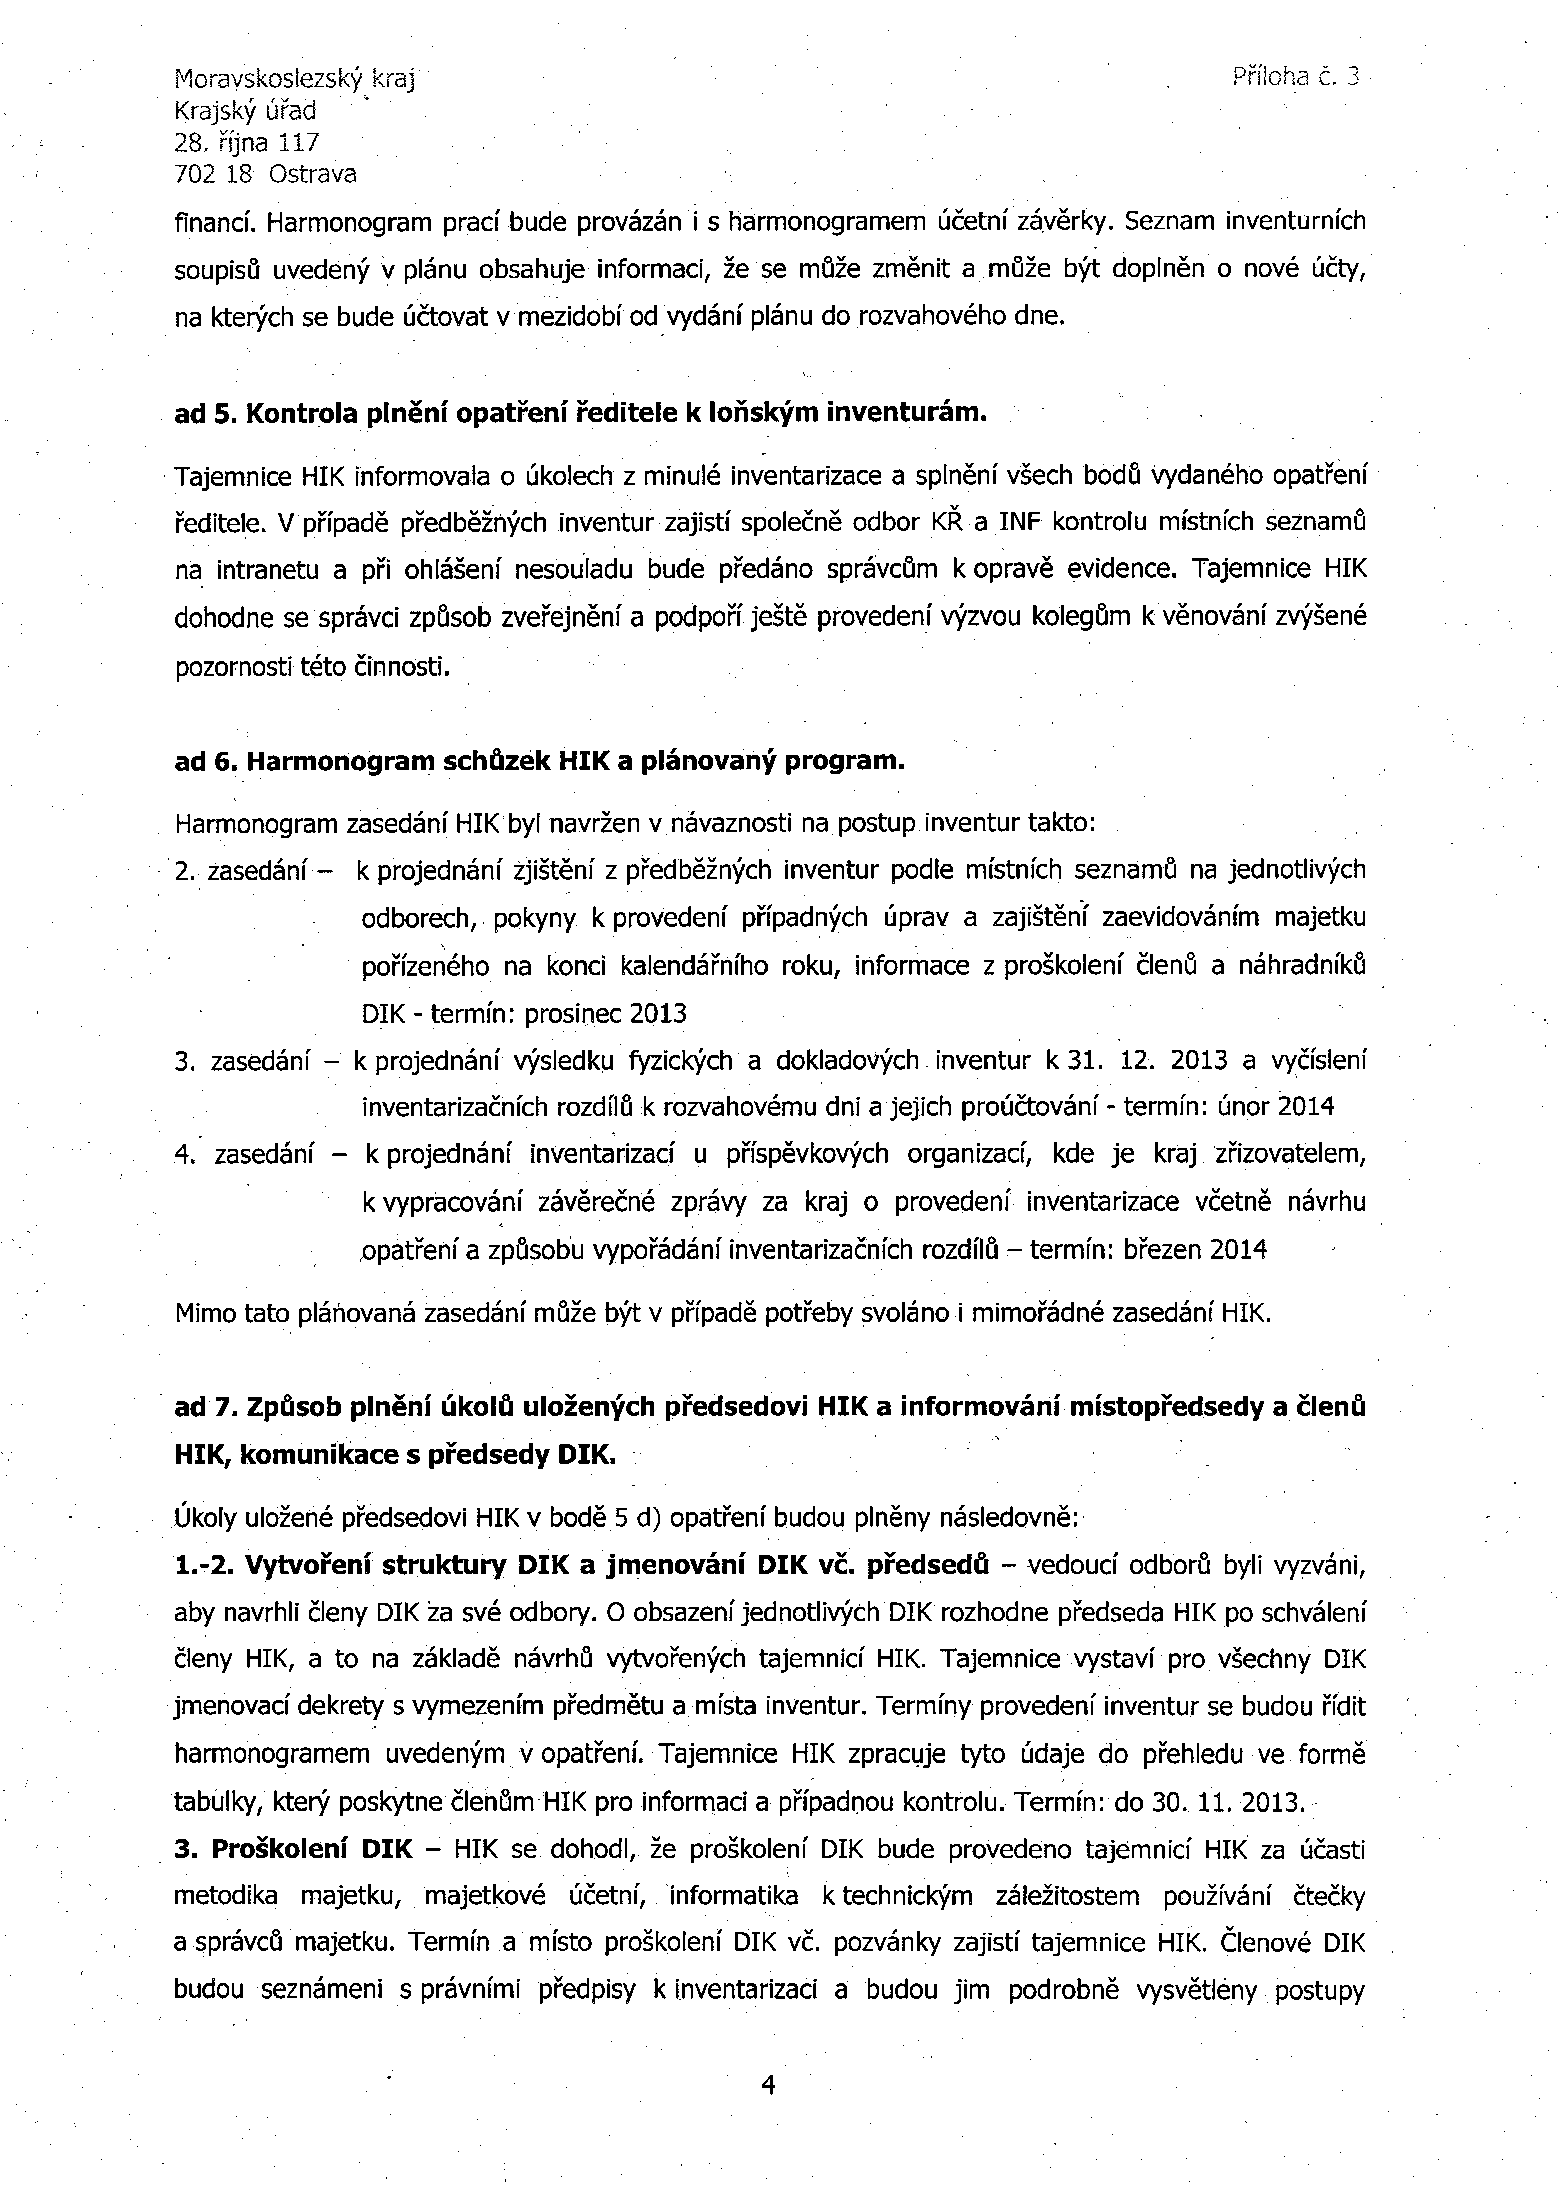 Moravskoslezský kraj
Příloha č. 3
Krajský úřad
28. října 117
702 18 Ostrava
financí. Harmonogram prací bude provázán i s harmonogramem účetní závěrky. Seznam inventurních
soupisů uvedený v plánu obsahuje informaci, že se může změnit a může být doplněn o nové účty,
na kterých se bude účtovat v mezidobí od vydání plánu do rozvahového dne.
ad 5. Kontrola plnění opatření ředitele k loňským inventurám.
Tajemnice HIK informovala o úkolech z minulé inventarizace a splnění všech bodů vydaného opatření
ředitele. V případě předběžných inventur zajistí společně odbor KŘ a INF kontrolu místních seznamů
na intranetu a při ohlášení nesouladu bude předáno správcům k opravě evidence. Tajemnice HIK
dohodne se správci způsob zveřejnění a podpoří ještě provedení výzvou kolegům k věnování zvýšené
pozornosti této činnosti.
ad 6. Harmonogram schůzek HIK a plánovaný program.
Harmonogram zasedání HIK byl navržen v návaznosti na postup inventur takto:
2. zasedání – k projednání zjištění z předběžných inventur podle místních seznamů na jednotlivých
odborech, pokyny k provedení případných úprav a zajištění zaevidováním majetku
pořízeného na konci kalendářního roku, informace z proškolení členů a náhradníků
DIK - termín: prosinec 2013
3. zasedání – k projednání výsledku fyzických a dokladových inventur k 31. 12. 2013 a vyčíslení
inventarizačních rozdílů k rozvahovému dni a jejich proúčtování - termín: únor 2014
4. zasedání – k projednání inventarizací u příspěvkových organizací, kde je kraj zřizovatelem,
k vypracování závěrečné zprávy za kraj o provedení inventarizace včetně návrhu
opatření a způsobu vypořádání inventarizačních rozdílů – termín: březen 2014
Mimo tato plánovaná zasedání může být v případě potřeby svoláno i mimořádné zasedání HIK.
ad 7. Způsob plnění úkolů uložených předsedovi HIK a informování místopředsedy a členů
HIK, komunikace s předsedy DIK.
Úkoly uložené předsedovi HIK v bodě 5 d) opatření budou plněny následovně:
1.-2. Vytvoření struktury DIK a jmenování DIK vč. předsedů – vedoucí odborů byli vyzváni,
aby navrhli členy DIK za své odbory. O obsazení jednotlivých DIK rozhodne předseda HIK po schválení
členy HIK, a to na základě návrhů vytvořených tajemnicí HIK. Tajemnice vystaví pro všechny DIK
jmenovací dekrety s vymezením předmětu a místa inventur. Termíny provedení inventur se budou řídit
harmonogramem uvedeným v opatření. Tajemnice HIK zpracuje tyto údaje do přehledu ve formě
tabulky, který poskytne členům HIK pro informaci a případnou kontrolu. Termín: do 30. 11. 2013.
3. Proškolení DIK – HIK se dohodl, že proškolení DIK bude provedeno tajemnicí HIK za účasti
metodika majetku, majetkové účetní, informatika k technickým záležitostem používání čtečky
a správců majetku. Termín a místo proškolení DIK vč. pozvánky zajistí tajemnice HIK. Členové DIK
budou seznámeni s právními předpisy k inventarizaci a budou jim podrobně vysvětleny postupy
4